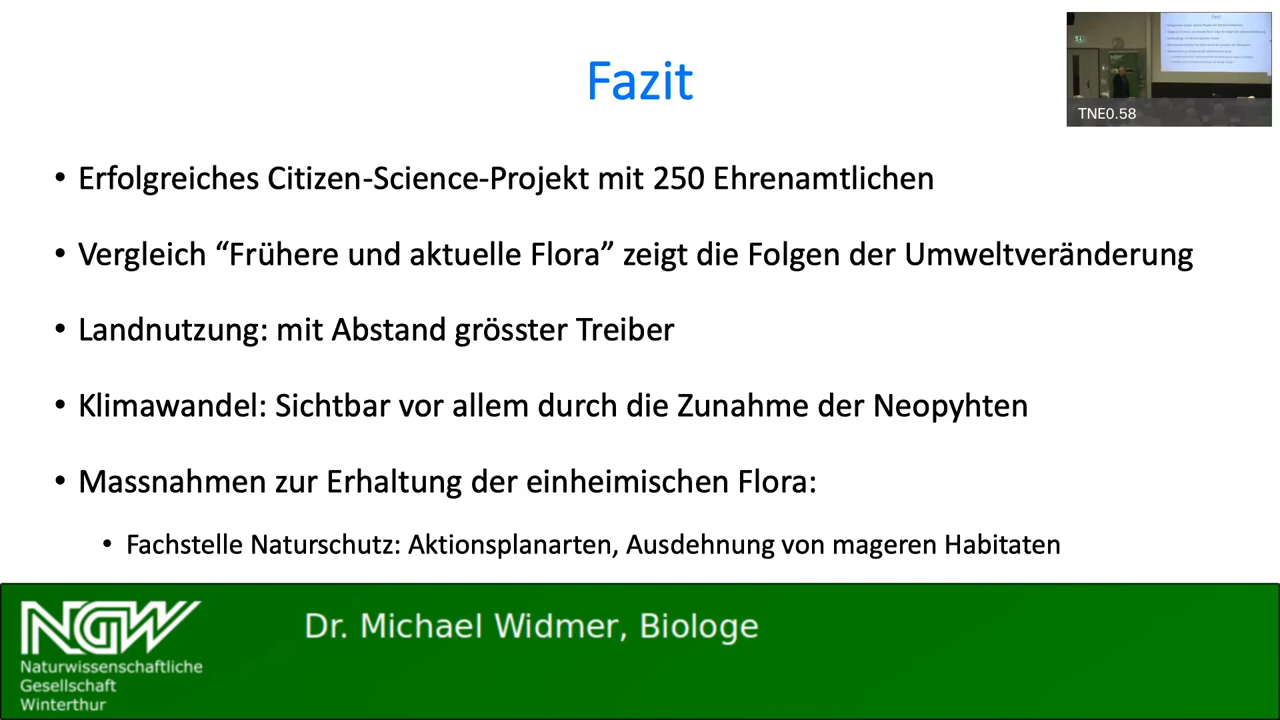 Fazit
TNE0.58
• Erfolgreiches Citizen-Science-Projekt mit 250 Ehrenamtlichen
• Vergleich “Frühere und aktuelle Flora” zeigt die Folgen der Umweltveränderung
• Landnutzung: mit Abstand grösster Treiber
• Klimawandel: Sichtbar vor allem durch die Zunahme der Neopyhten
• Massnahmen zur Erhaltung der einheimischen Flora:
• Fachstelle Naturschutz: Aktionsplanarten, Ausdehnung von mageren Habitaten
NGW
Naturwissenschaftliche
Gesellschaft
Winterthur
Dr. Michael Widmer, Biologe